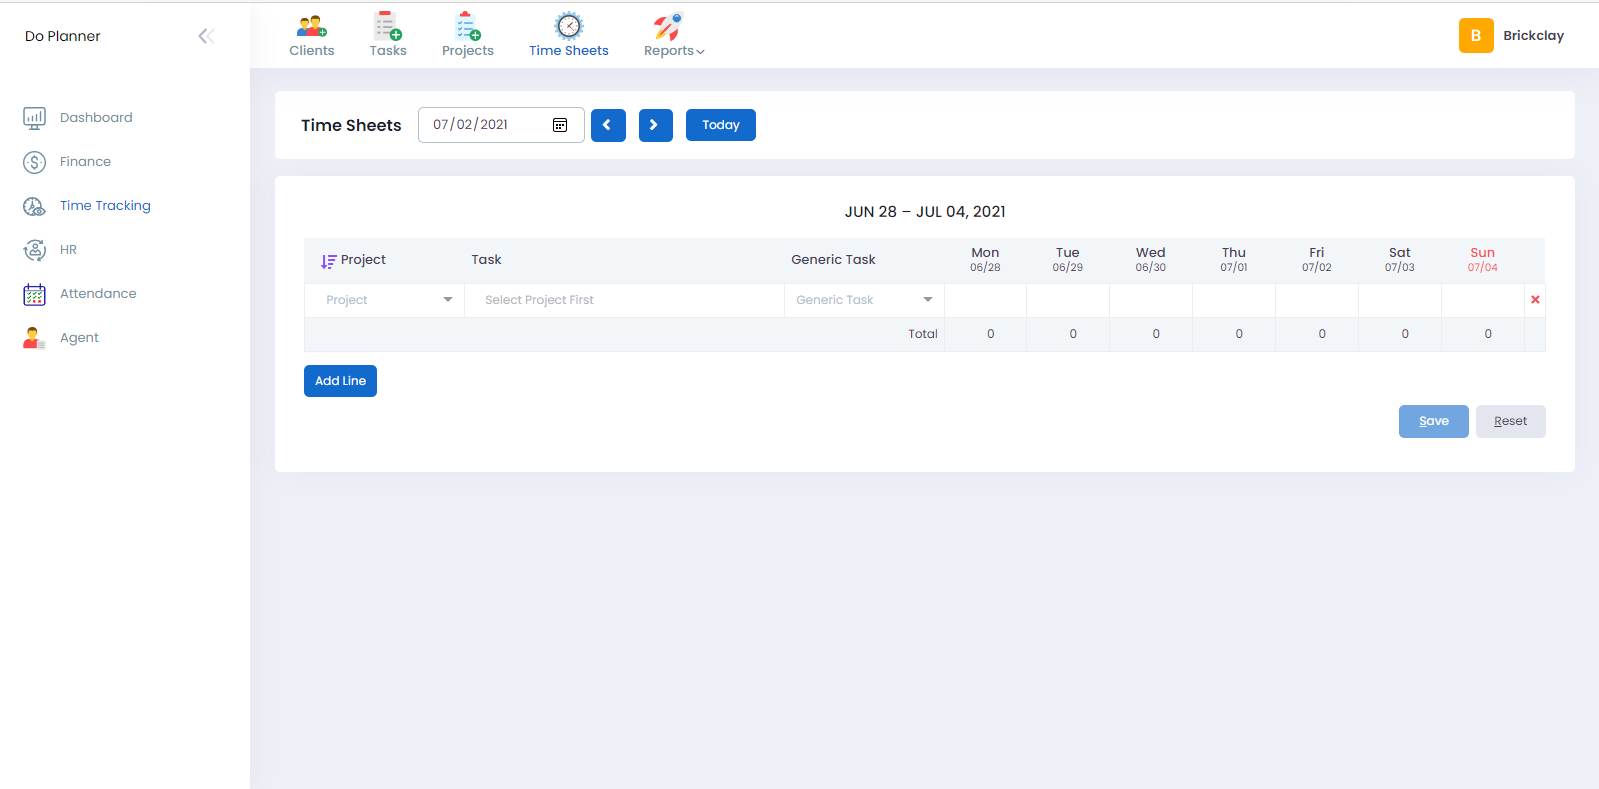 Do Planner
Clients
Tasks
Projects
Time Sheets
Reports
B
Brickclay
Dashboard
Finance
Time Tracking
HR
Attendance
Agent
Time Sheets 07/02/2021 Today
JUN 28 – JUL 04, 2021
Project Task Generic Task Mon Tue Wed Thu Fri Sat Sun
06/28 06/29 06/30 07/01 07/02 07/03 07/04
Project Select Project First Generic Task
Total 0 0 0 0 0 0 0
Add Line
Save Reset